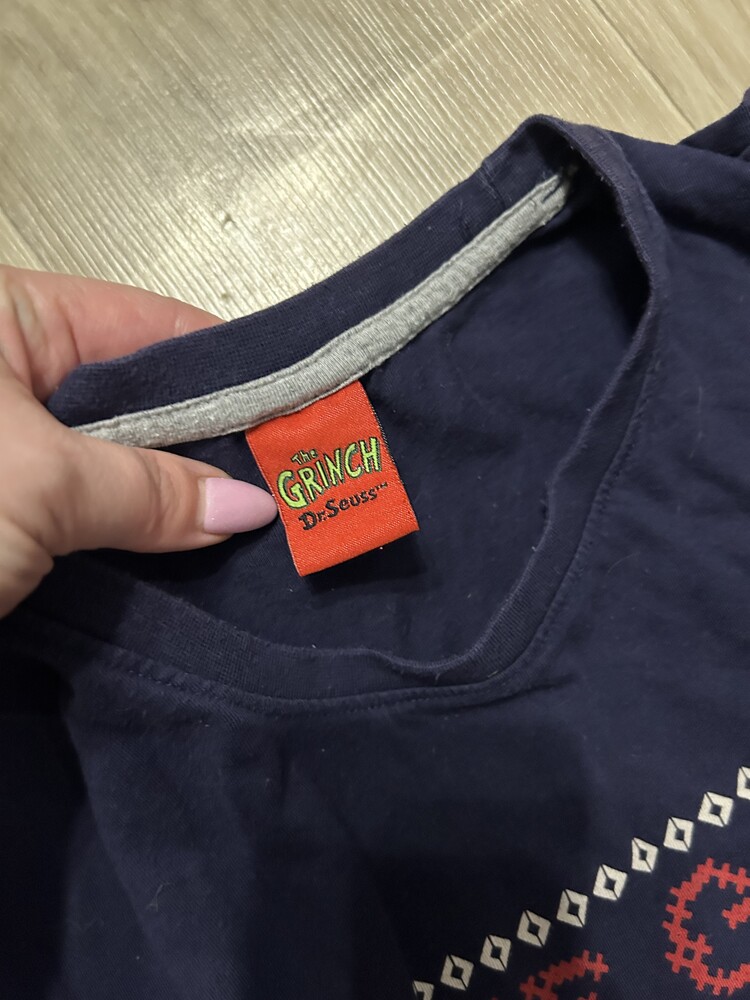 The
GRINCH
Dr. Seuss™